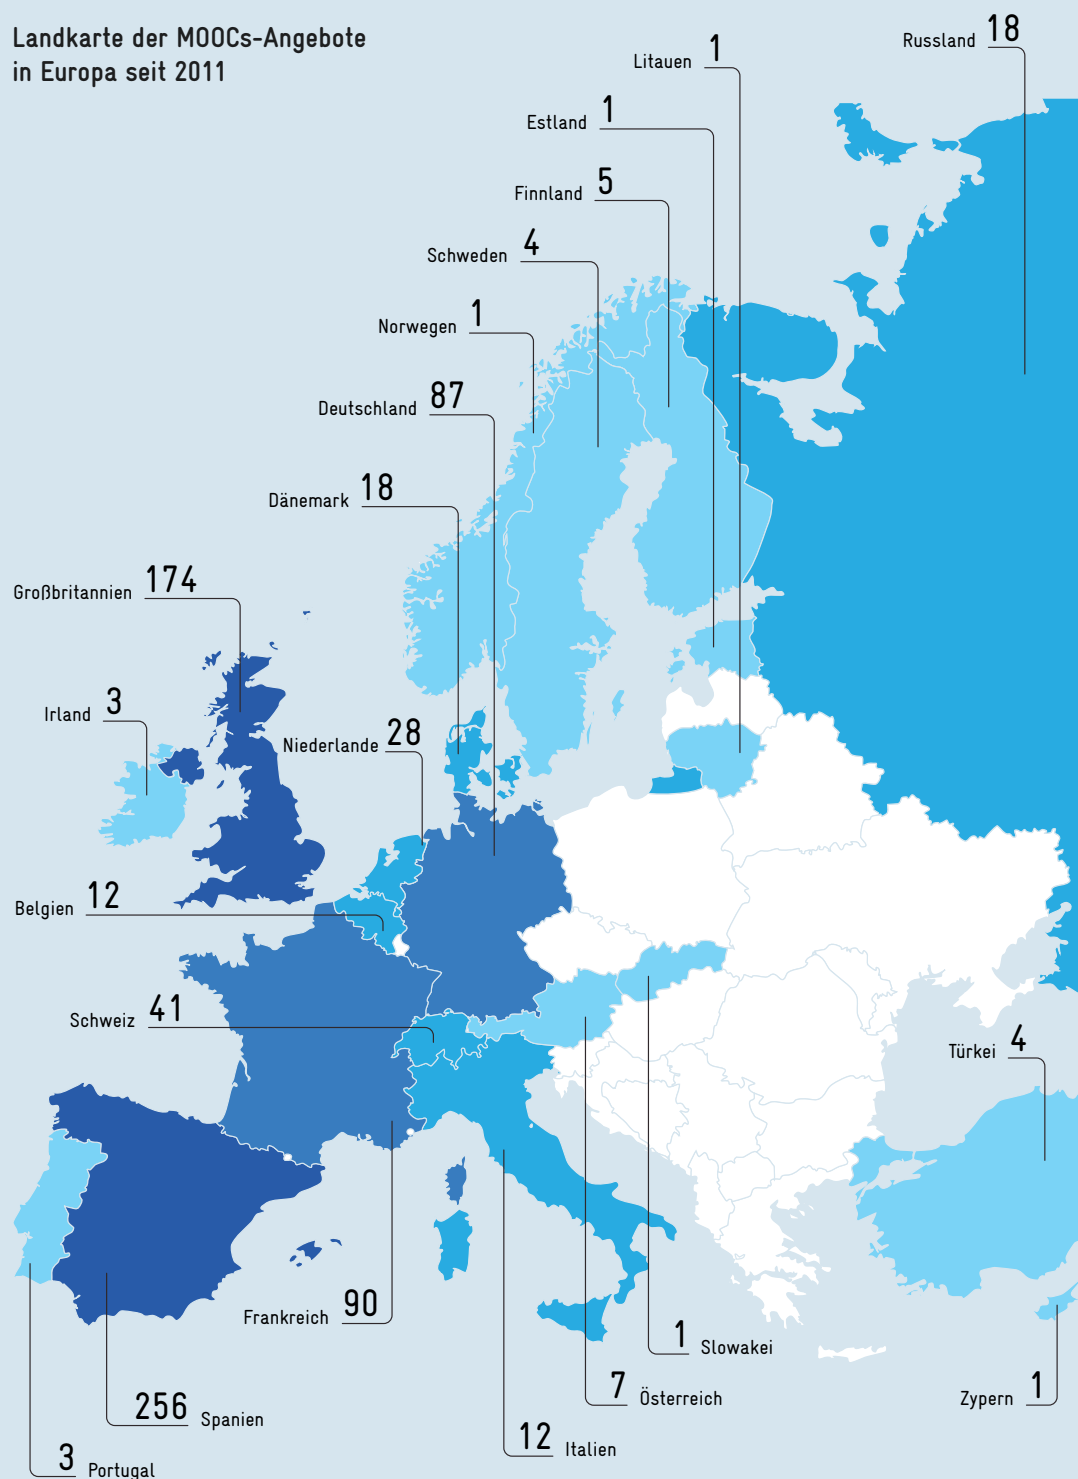 Landkarte der MOOCs-Angebote
in Europa seit 2011
Russland 18
Litauen 1
Estland 1
Finnland 5
Schweden 4
Norwegen 1
Deutschland 87
Dänemark 18
Großbritannien 174
Irland 3
Niederlande 28
Belgien 12
Schweiz 41
Türkei 4
Frankreich 90
1 Slowakei
7 Österreich
Zypern 1
256 Spanien
12 Italien
3 Portugal